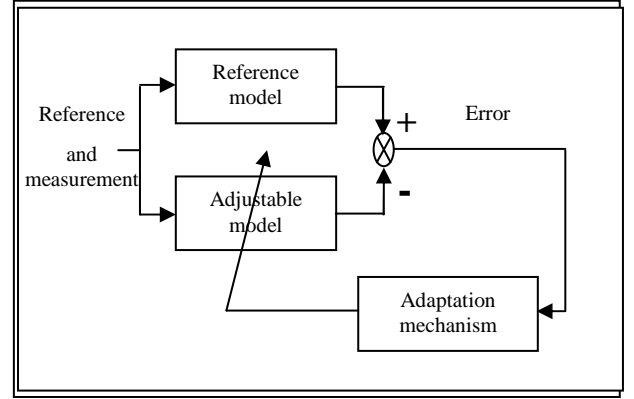 Reference
model
Reference
and
measurement
+
Error
-
Adjustable
model
Adaptation
mechanism